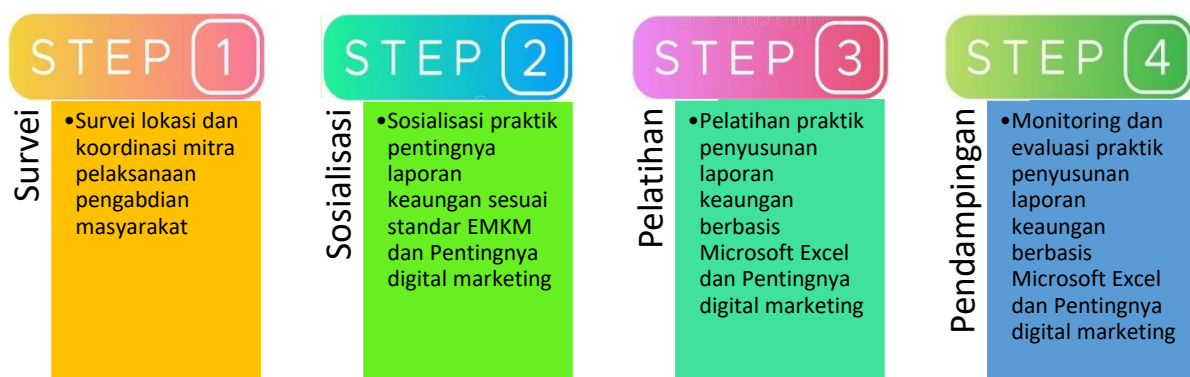 STEP 1
Survei
•Survei lokasi dan
koordinasi mitra
pelaksanaan
pengabdian
masyarakat
STEP 2
Sosialisasi
•Sosialisasi praktik
pentingnya
laporan
keaungan sesuai
standar EMKM
dan Pentingnya
digital marketing
STEP 3
Pelatihan
•Pelatihan praktik
penyusunan
laporan
keaungan
berbasis
Microsoft Excel
dan Pentingnya
digital marketing
STEP 4
Pendampingan
•Monitoring dan
evaluasi praktik
penyusunan
laporan
keaungan
berbasis
Microsoft Excel
dan Pentingnya
digital marketing